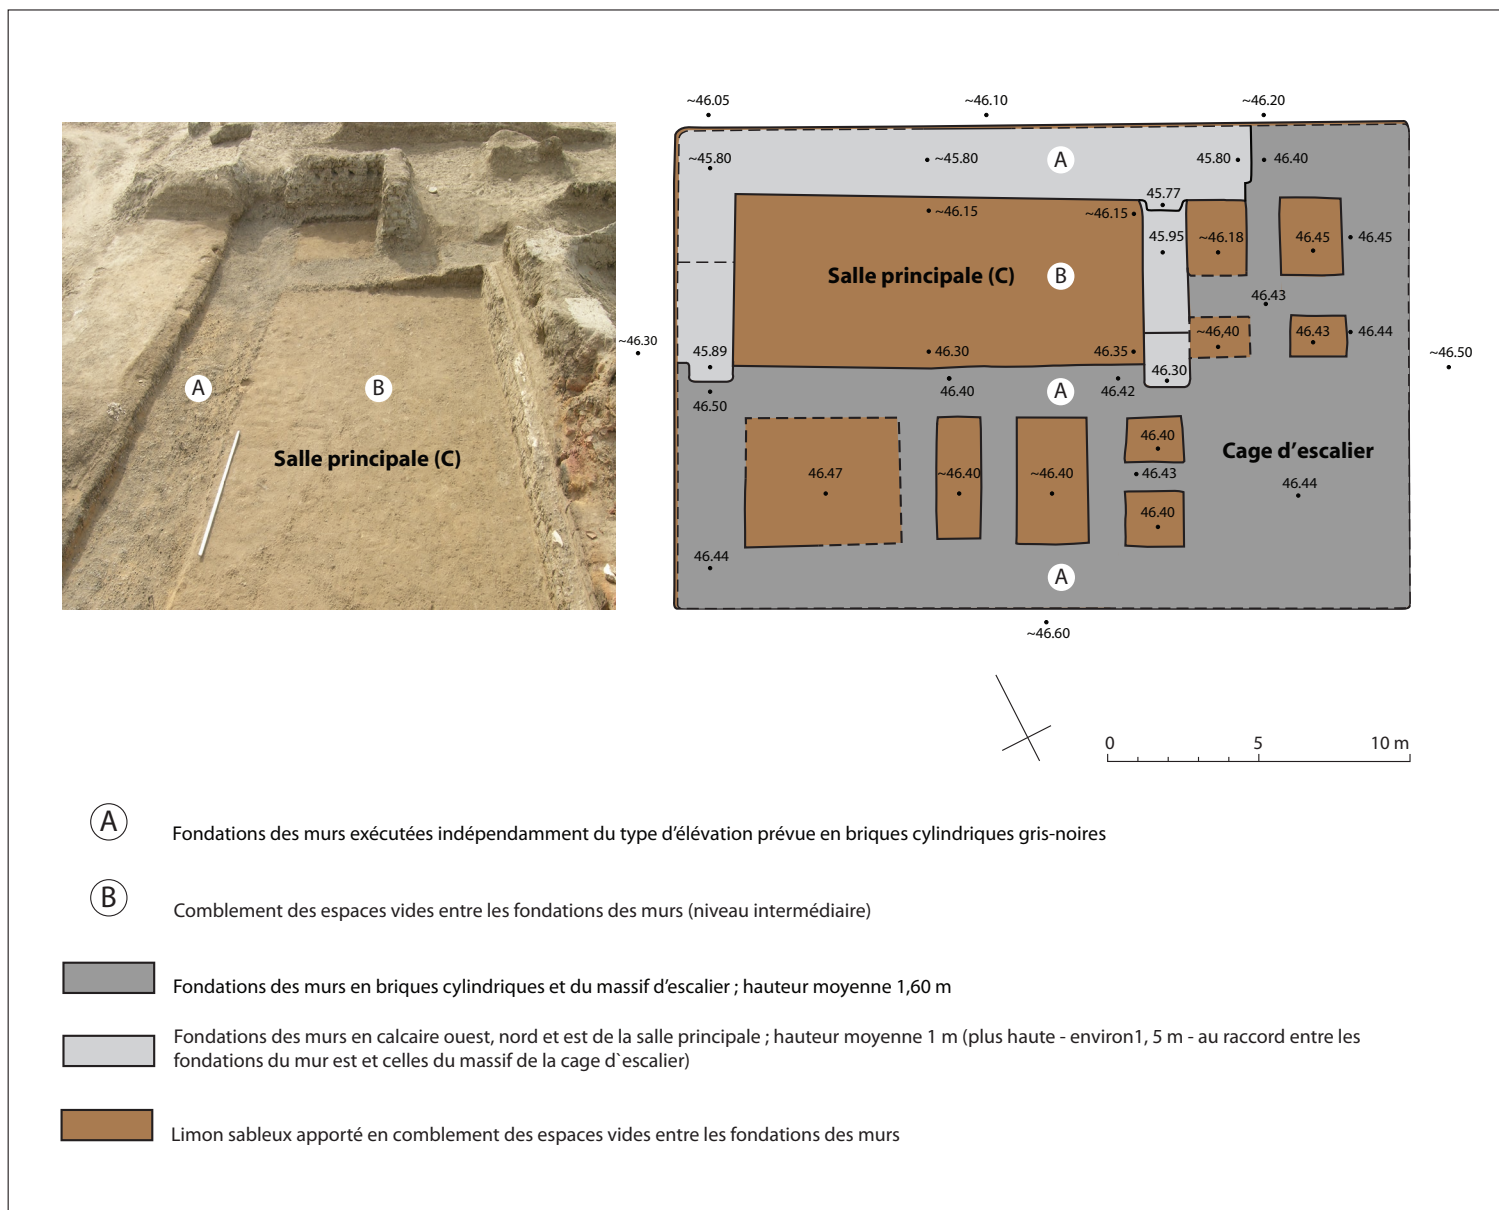 ~46.05
~46.10
~46.20
~45.80
~45.80
A
45.80
46.40
45.77
~46.15
~46.15
45.95
~46.18
46.45
46.45
Salle principale (C)
B
46.43
~46.30
45.89
46.30
46.35
~46,40
46.43
46.44
~46.50
46.30
A
B
46.50
46.40
A
46.42
Salle principale (C)
46.47
~46.40
~46.40
46.40
46.43
46.40
Cage d'escalier
46.44
46.44
A
~46.60
0 5 10 m
A
Fondations des murs exécutées indépendamment du type d'élévation prévue en briques cylindriques gris-noires
B
Comblement des espaces vides entre les fondations des murs (niveau intermédiaire)
Fondations des murs en briques cylindriques et du massif d'escalier ; hauteur moyenne 1,60 m
Fondations des murs en calcaire ouest, nord et est de la salle principale ; hauteur moyenne 1 m (plus haute - environ1, 5 m - au raccord entre les
fondations du mur est et celles du massif de la cage d`escalier)
Limon sableux apporté en comblement des espaces vides entre les fondations des murs